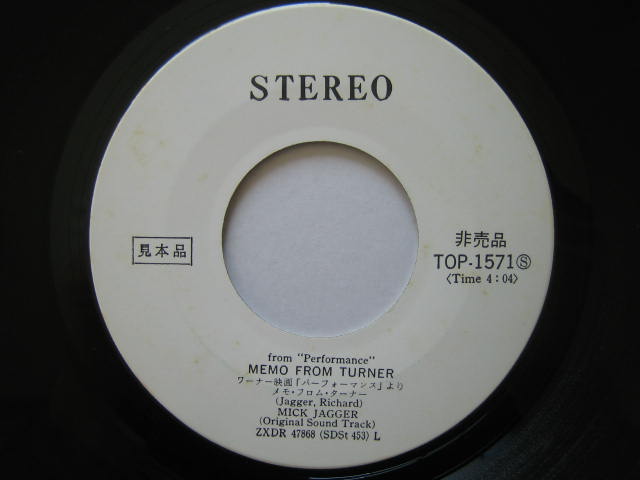 STEREO
見本品
非売品
TOP-1571Ⓢ
〈Time 4:04〉
from "Performance"
MEMO FROM TURNER
ワーナー映画「パーフォーマンス」より
メモ・フロム・ターナー
(Jagger, Richard)
MICK JAGGER
(Original Sound Track)
ZXDR 47868 (SDSt 453) L